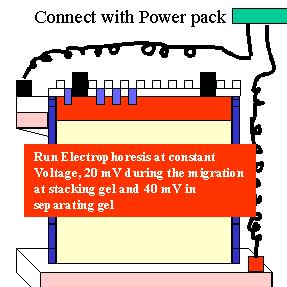 Connect with Power pack
Run Electrophoresis at constant
Voltage, 20 mV during the migration
at stacking gel and 40 mV in
separating gel